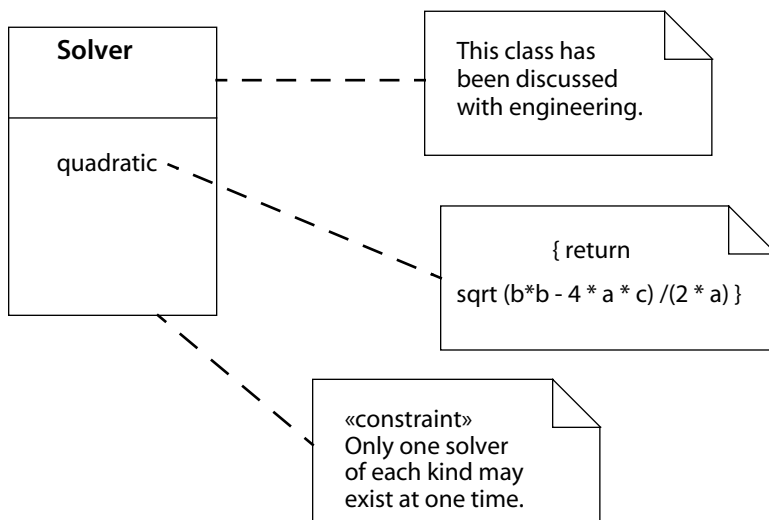 Solver
quadratic
This class has
been discussed
with engineering.
{ return
sqrt (b*b - 4 * a * c) /(2 * a) }
«constraint»
Only one solver
of each kind may
exist at one time.